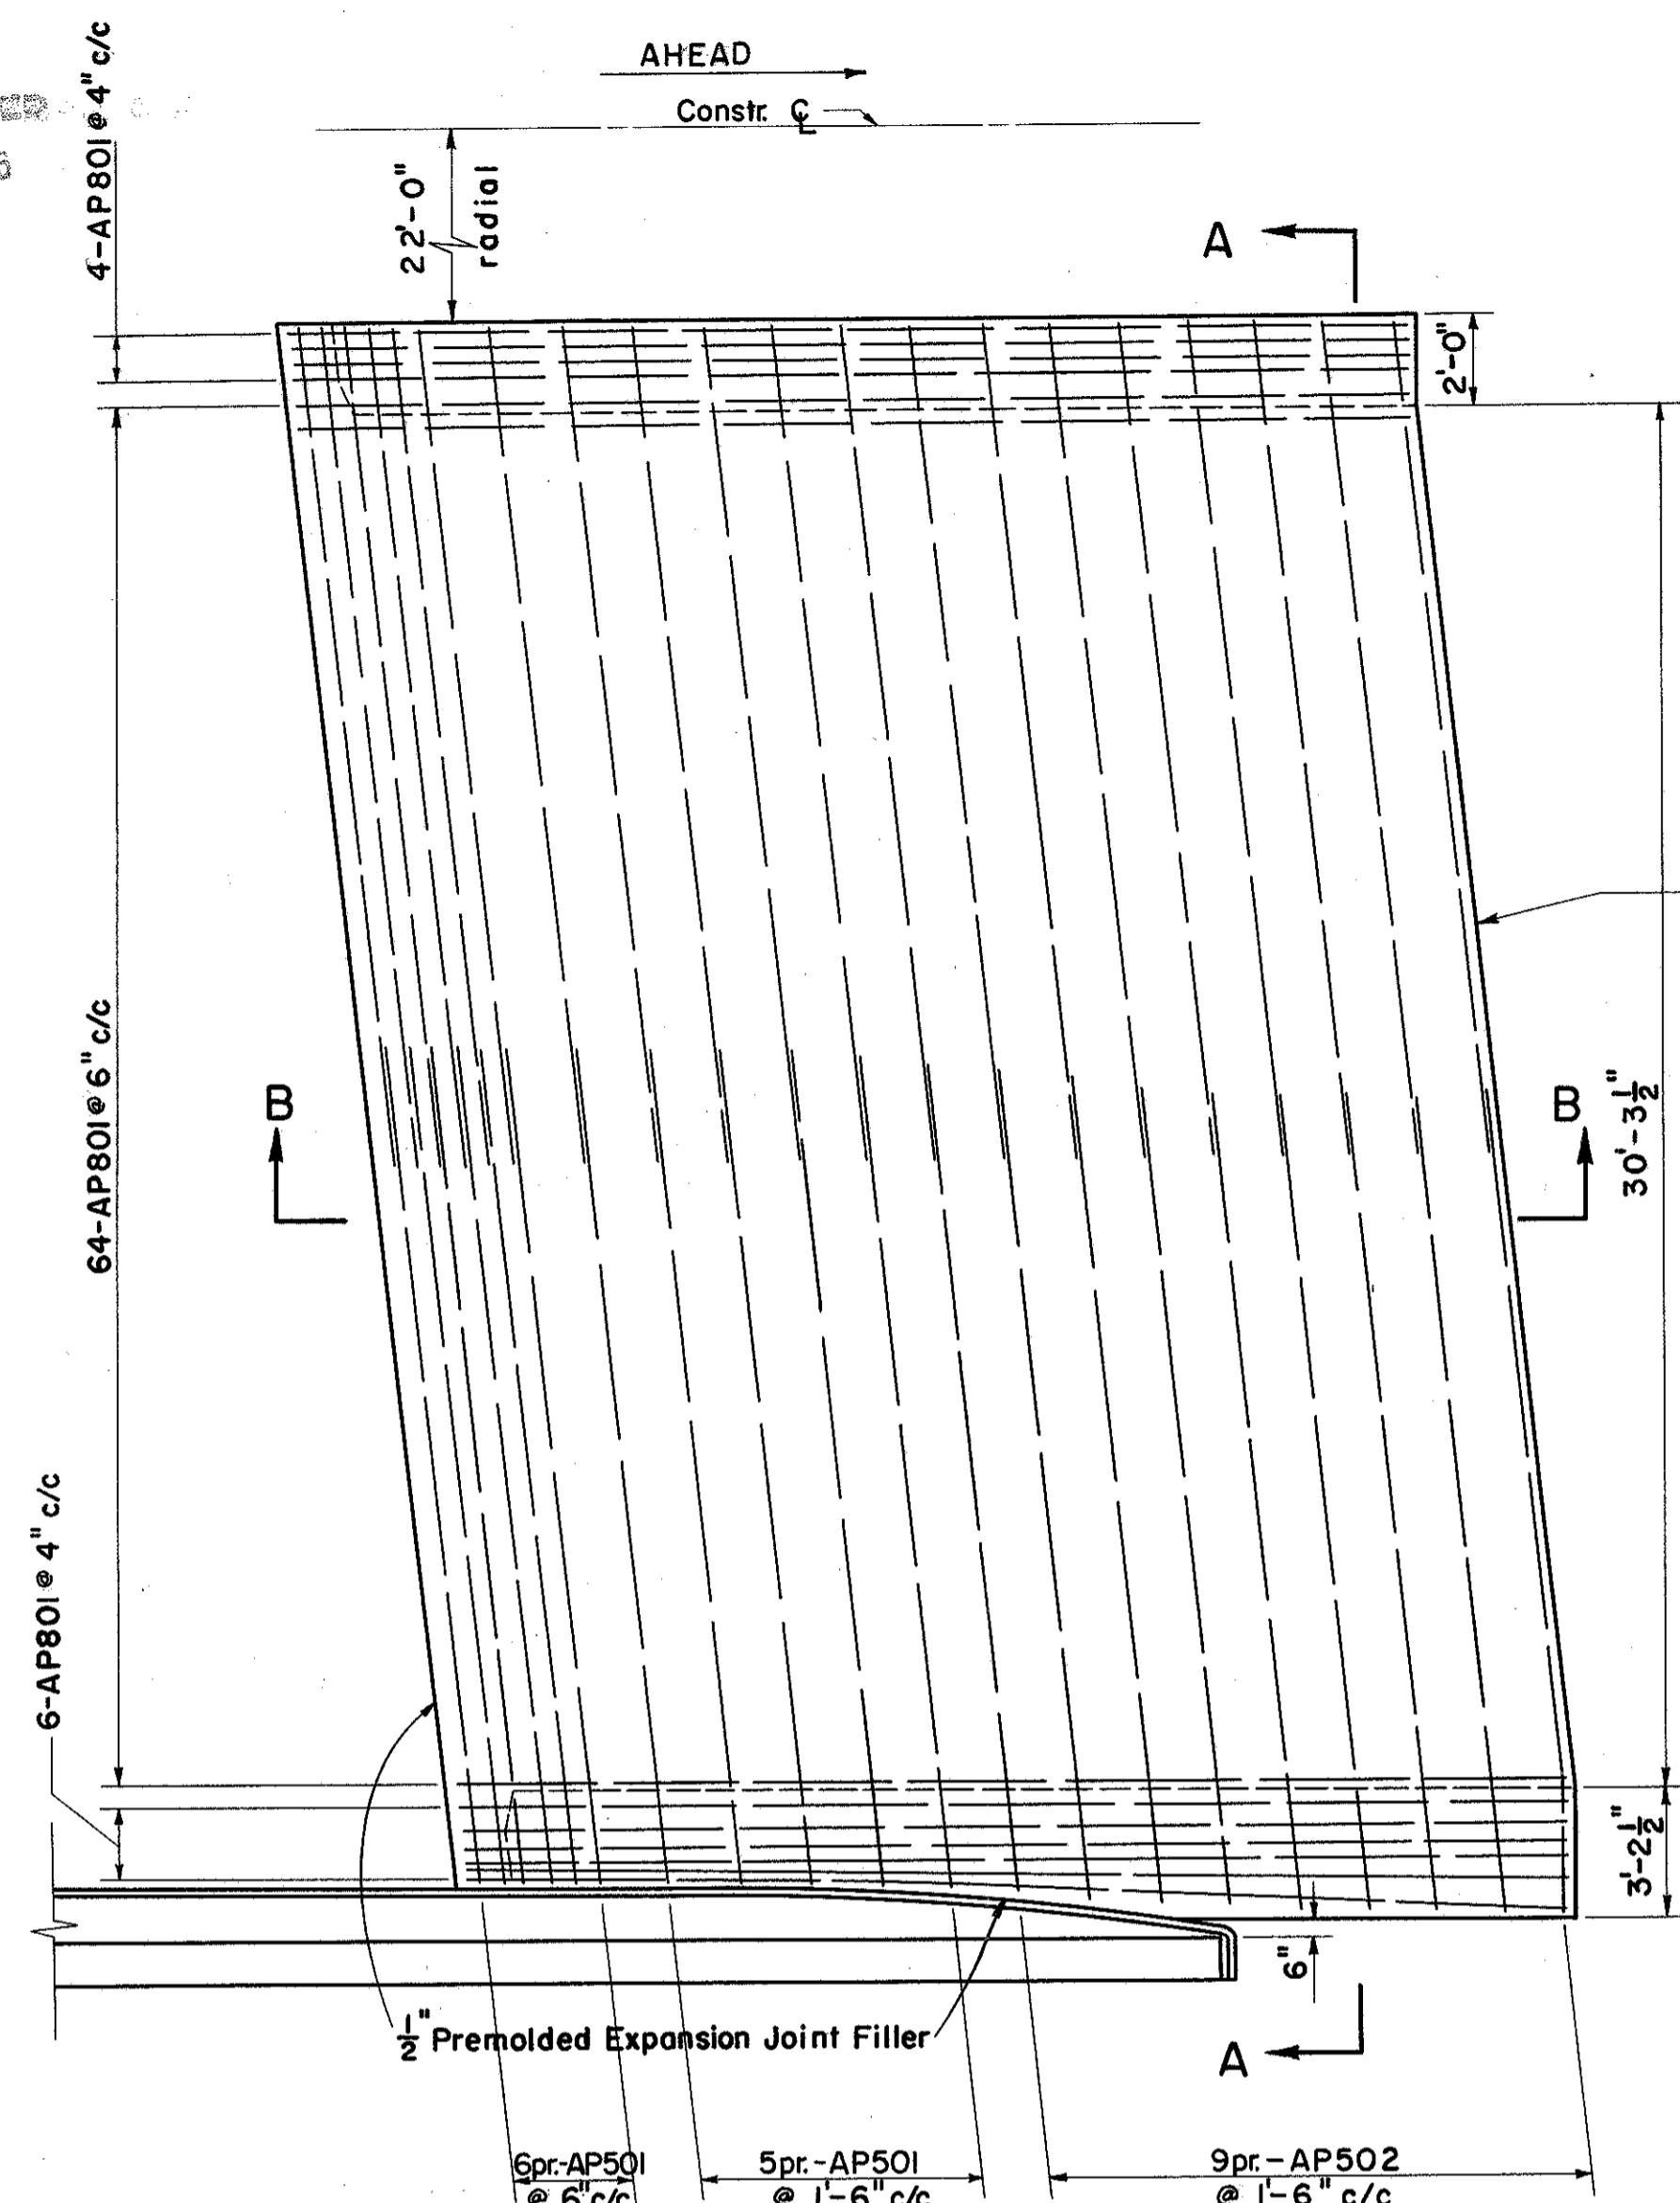 AHEAD
Constr. ℄
4-AP801@4"c/c
22'-0"
radial
A
2'-0"
64-AP801@6"c/c
B
B
30'-3½"
6-AP801@4" c/c
3'-2½"
6"
½" Premolded Expansion Joint Filler
A
6pr.-AP501
@ 6"c/c
5pr.-AP501
@ 1'-6" c/c
9pr.-AP502
@ 1'-6" c/c